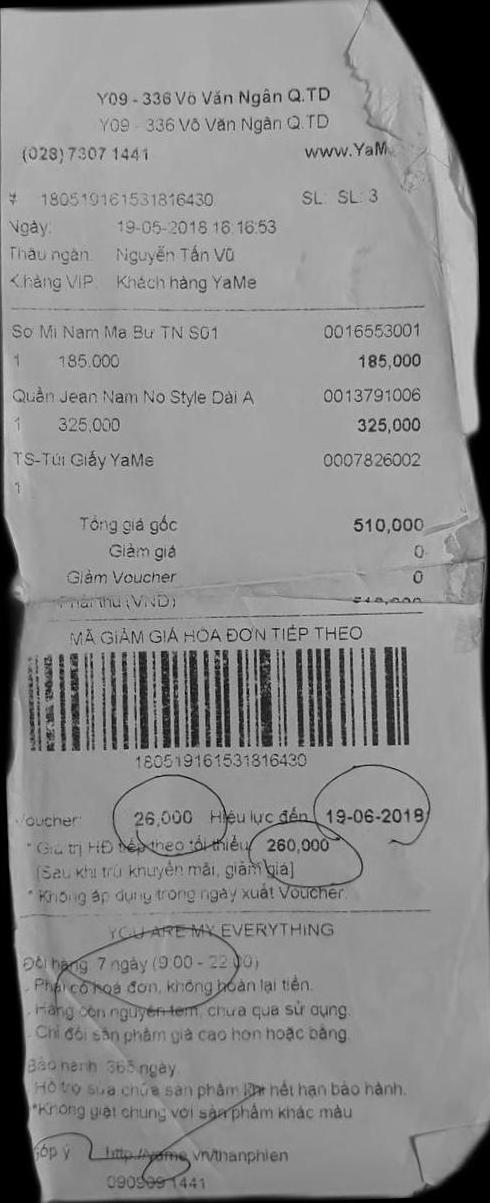 Y09 - 336 Võ Văn Ngân Q.TD
Y09 - 336 Võ Văn Ngân Q.TD
(028) 7307 1441 www.YaM
# 180519161531816430 SL: SL: 3
Ngày: 19-05-2018 16:16:53
Thâu ngân: Nguyễn Tấn Vũ
K.hàng VIP: Khách hàng YaMe
Sơ Mi Nam Ma Bư TN S01 0016553001
1 185.000 185,000
Quần Jean Nam No Style Dài A 0013791006
1 325,000 325,000
TS-Túi Giấy YaMe 0007826002
1
Tổng giá gốc 510,000
Giảm giá 0
Giảm Voucher 0
Phải thu (VND) 510,000
MÃ GIẢM GIÁ HÓA ĐƠN TIẾP THEO
180519161531816430
Voucher: 26,000 Hiệu lực đến 19-06-2018
* Giá trị HĐ tiếp theo tối thiểu 260,000
[Sau khi trừ khuyến mãi, giảm giá]
* Không áp dụng trong ngày xuất Voucher.
YOU ARE MY EVERYTHING
Đổi hàng 7 ngày (9:00 - 22:00)
. Phải có hoá đơn, không hoàn lại tiền.
. Hàng còn nguyên tem, chưa qua sử dụng.
. Chỉ đổi sản phẩm giá cao hơn hoặc bằng.
Bảo hành 365 ngày.
. Hỗ trợ sửa chữa sản phẩm khi hết hạn bảo hành.
*Không giặt chung với sản phẩm khác màu
Góp ý http://yame.vn/thanphien
090909 1441